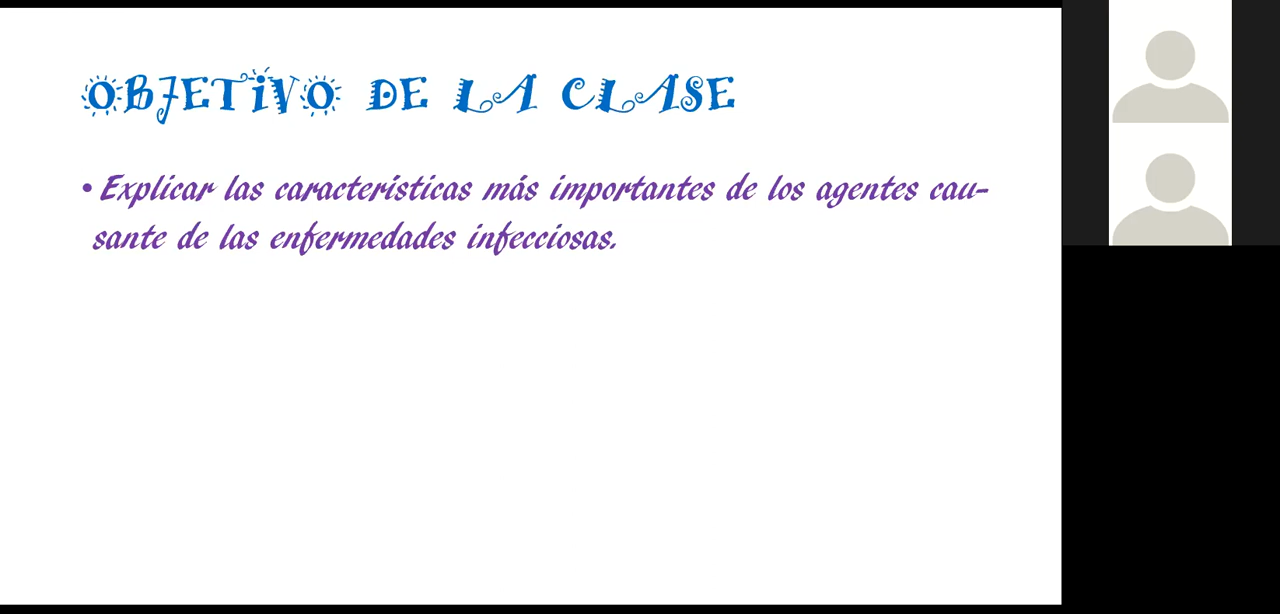 OBJETiVO DE LA CLASE
• Explicar las características más importantes de los agentes cau-
sante de las enfermedades infecciosas.